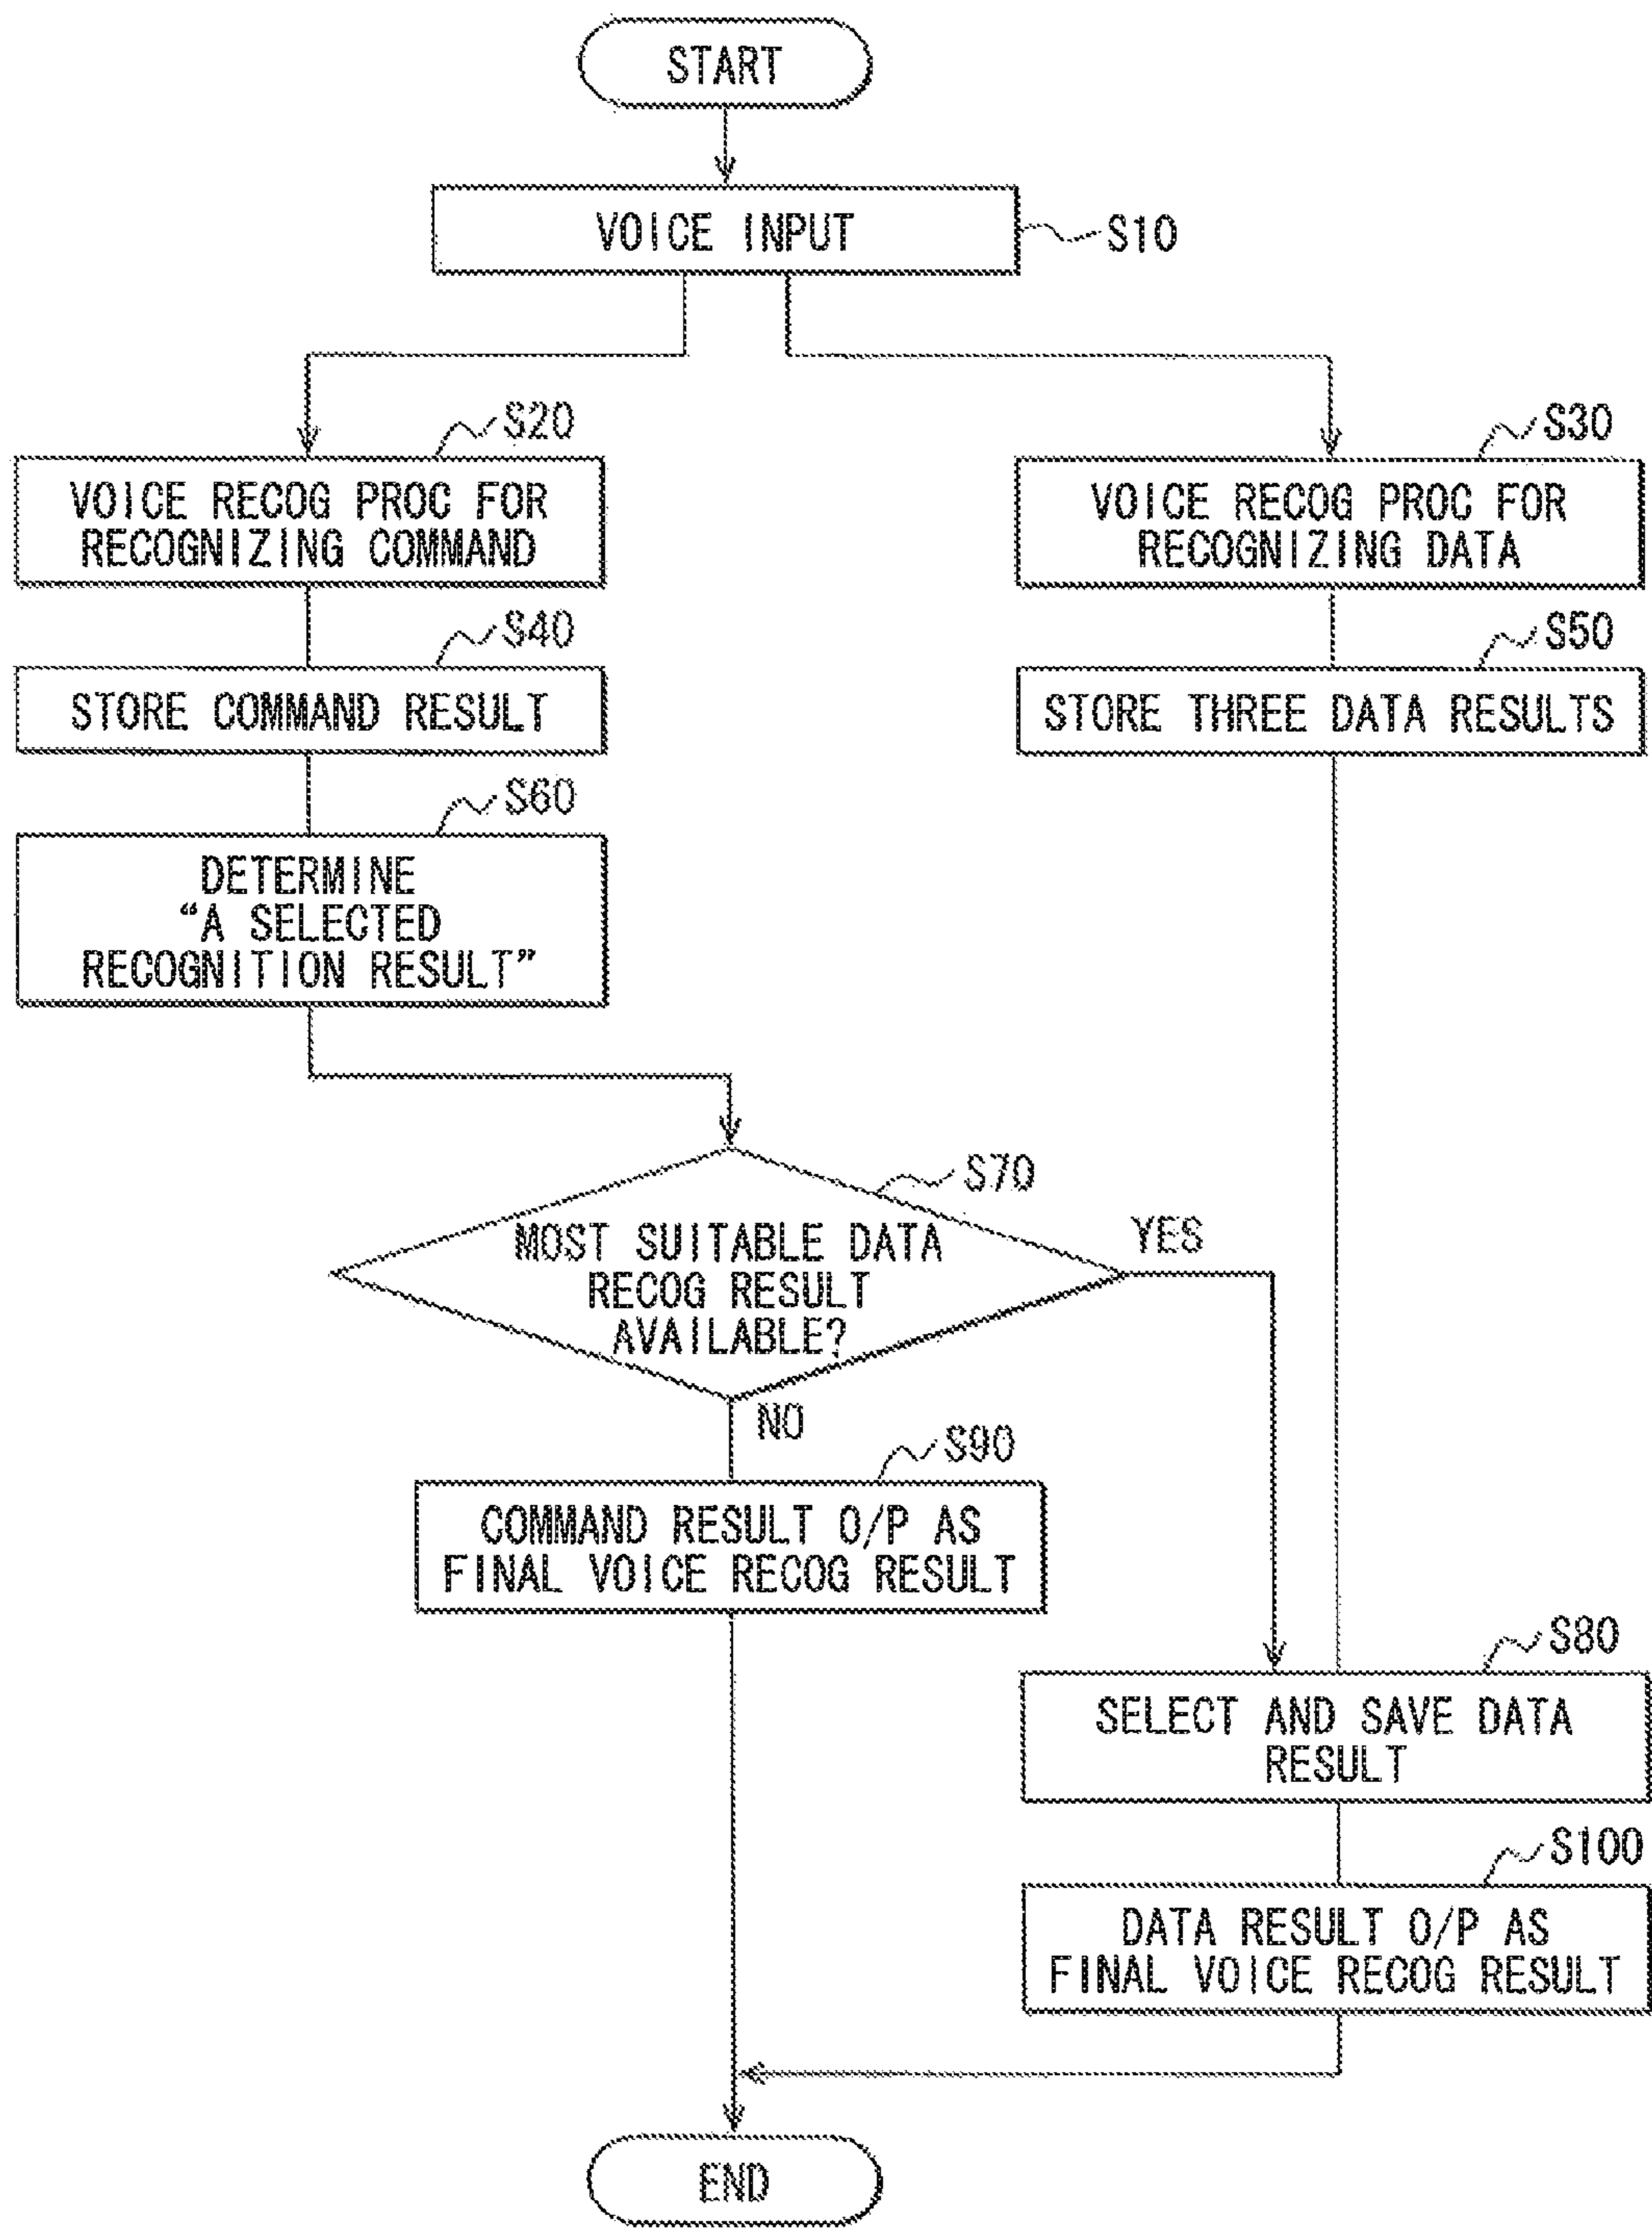 START
VOICE INPUT
S10
S20
VOICE RECOG PROC FOR
RECOGNIZING COMMAND
S30
VOICE RECOG PROC FOR
RECOGNIZING DATA
S40
STORE COMMAND RESULT
S50
STORE THREE DATA RESULTS
S60
DETERMINE
“A SELECTED
RECOGNITION RESULT”
S70
MOST SUITABLE DATA
RECOG RESULT
AVAILABLE?
YES
NO
S90
COMMAND RESULT O/P AS
FINAL VOICE RECOG RESULT
S80
SELECT AND SAVE DATA
RESULT
S100
DATA RESULT O/P AS
FINAL VOICE RECOG RESULT
END